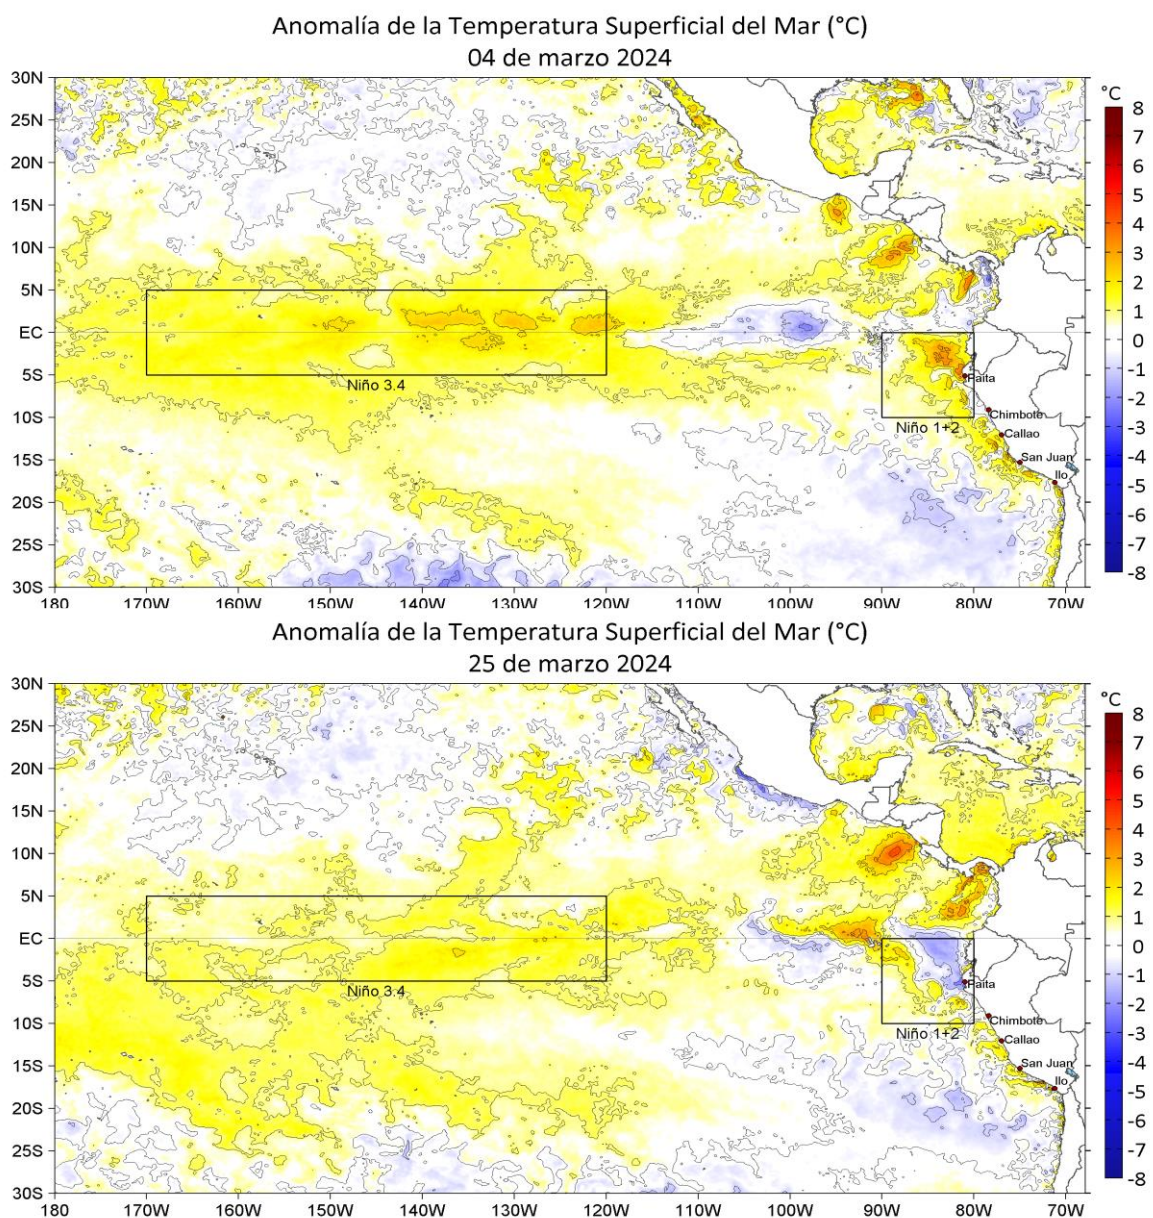 Anomalía de la Temperatura Superficial del Mar (°C)
04 de marzo 2024
30N
25N
20N
15N
10N
5N
EC
5S
10S
15S
20S
25S
30S
180 170W 160W 150W 140W 130W 120W 110W 100W 90W 80W 70W
Niño 3.4
Niño 1+2
Paita
Chimbote
Callao
San Juan
Ilo
°C
8
7
6
5
4
3
2
1
0
-1
-2
-3
-4
-5
-6
-7
-8
Anomalía de la Temperatura Superficial del Mar (°C)
25 de marzo 2024
30N
25N
20N
15N
10N
5N
EC
5S
10S
15S
20S
25S
30S
180 170W 160W 150W 140W 130W 120W 110W 100W 90W 80W 70W
Niño 3.4
Niño 1+2
Paita
Chimbote
Callao
San Juan
Ilo
°C
8
7
6
5
4
3
2
1
0
-1
-2
-3
-4
-5
-6
-7
-8